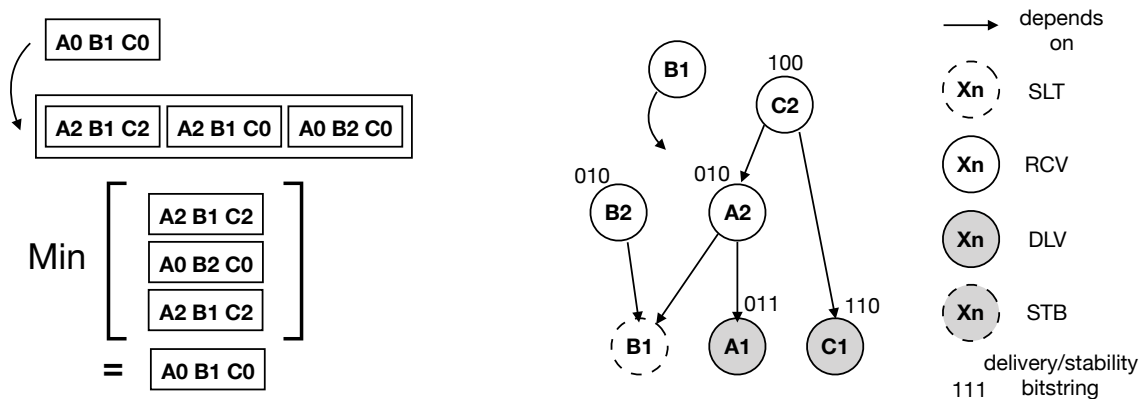 A0 B1 C0
A2 B1 C2 A2 B1 C0 A0 B2 C0
Min
A2 B1 C2
A0 B2 C0
A2 B1 C2
= A0 B1 C0
B1
100
C2
010
B2
010
A2
B1
011
A1
110
C1
depends
on
Xn SLT
Xn RCV
Xn DLV
Xn STB
delivery/stability
111 bitstring